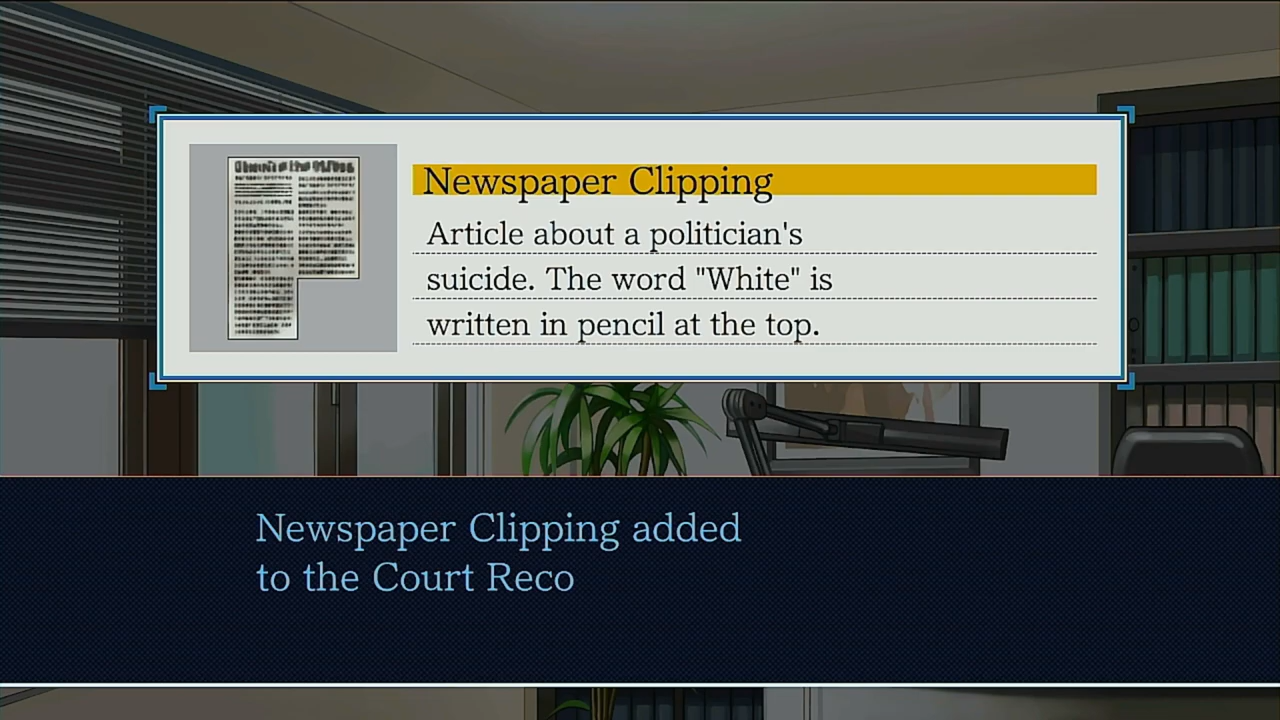 Newspaper Clipping
Article about a politician's
suicide. The word "White" is
written in pencil at the top.
Newspaper Clipping added
to the Court Reco